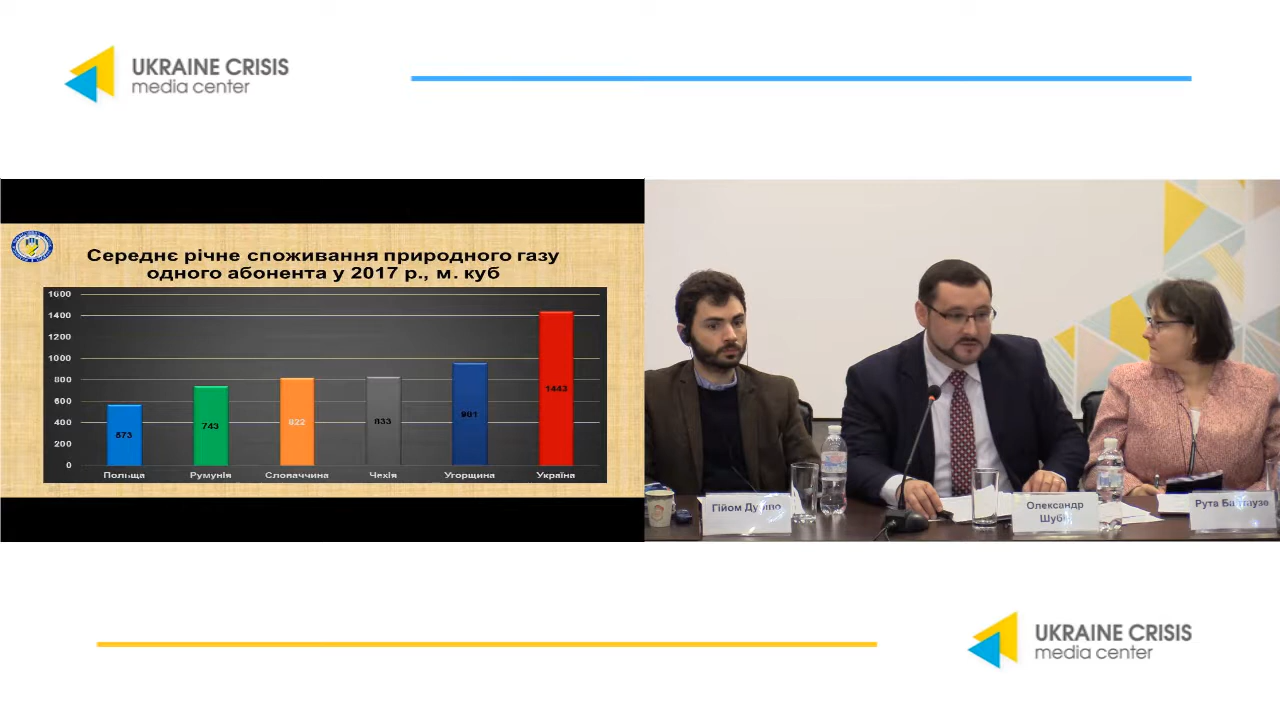 UKRAINE CRISIS
media center
Середнє річне споживання природного газу
одного абонента у 2017 р., м. куб
1600
1400
1200
1000
800
600
400
200
0
573
743
822
833
961
1443
Польща
Румунія
Словаччина
Чехія
Угорщина
Україна
Гійом
Олександр
Рута
UKRAINE CRISIS
media center